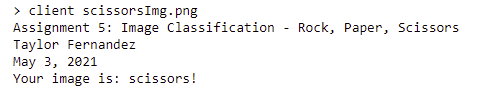 > client scissorsImg.png
Assignment 5: Image Classification - Rock, Paper, Scissors
Taylor Fernandez
May 3, 2021
Your image is: scissors!